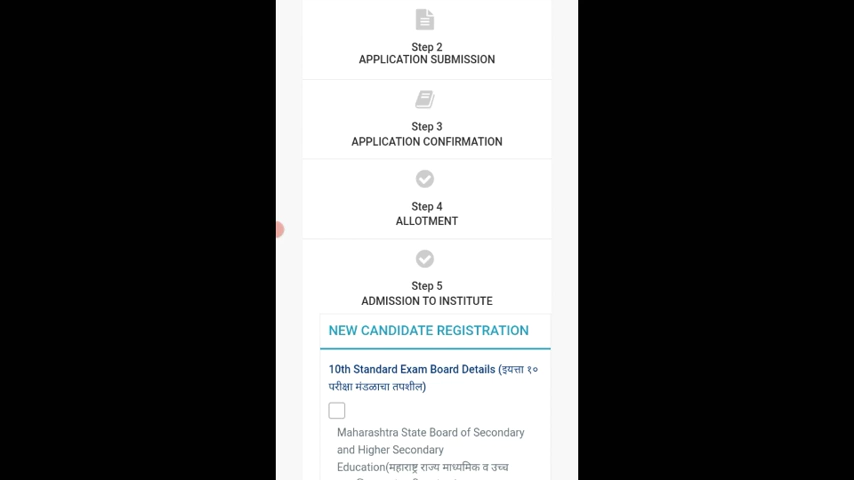 Step 2
APPLICATION SUBMISSION
Step 3
APPLICATION CONFIRMATION
Step 4
ALLOTMENT
Step 5
ADMISSION TO INSTITUTE
NEW CANDIDATE REGISTRATION
10th Standard Exam Board Details (इयत्ता १०
परीक्षा मंडळाचा तपशील)
Maharashtra State Board of Secondary
and Higher Secondary
Education(महाराष्ट्र राज्य माध्यमिक व उच्च